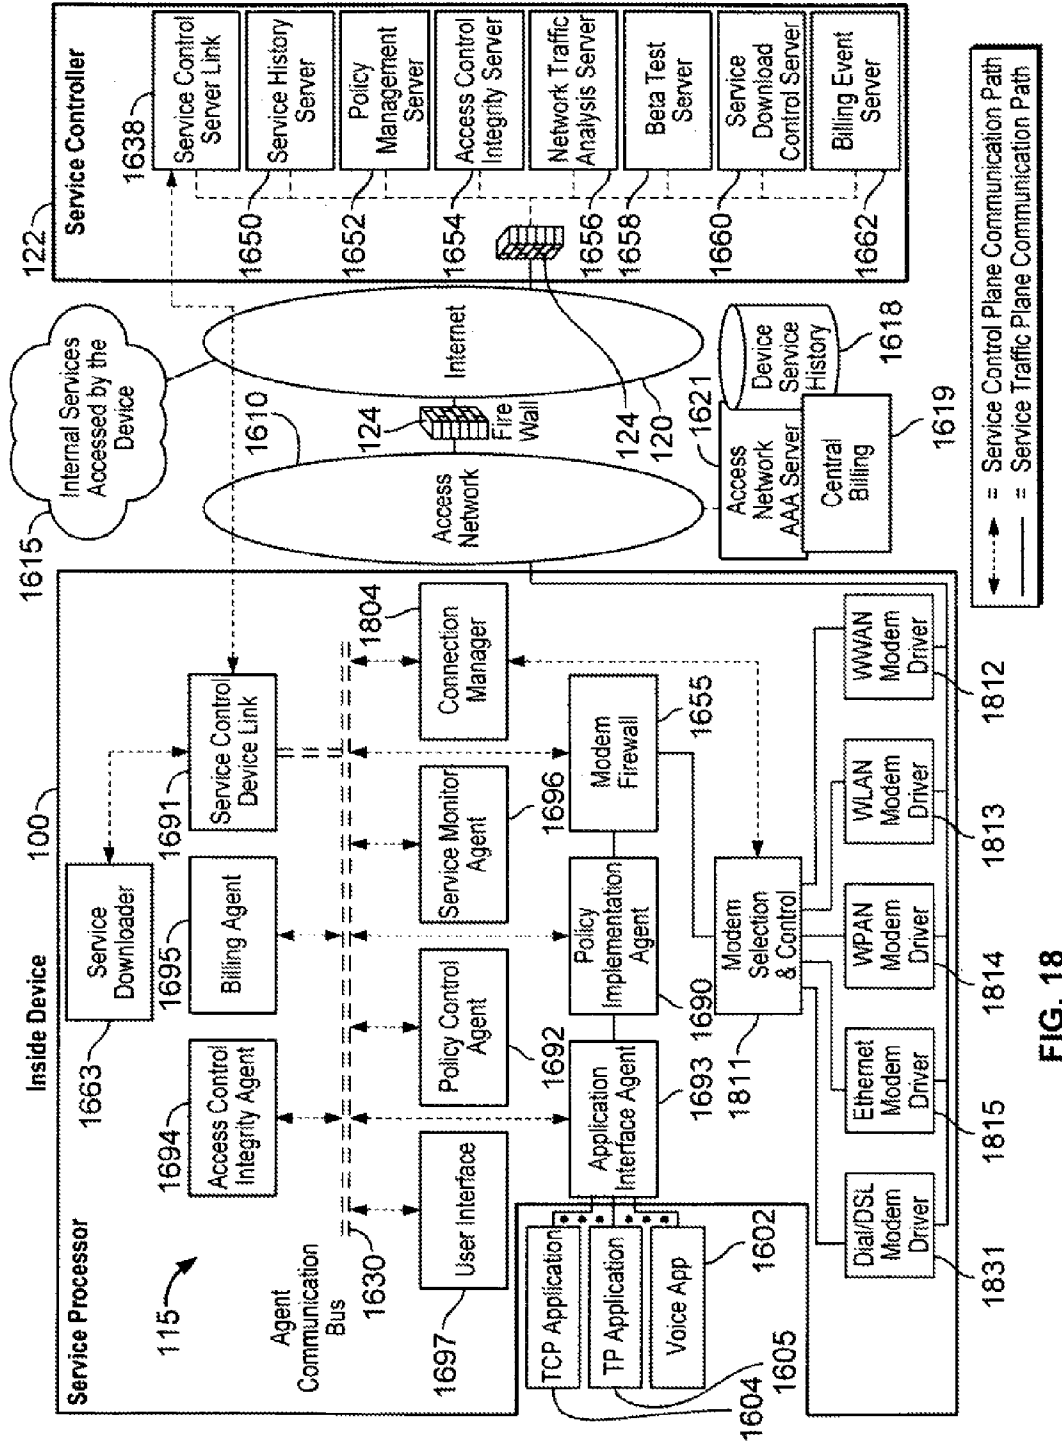 Service Processor
Inside Device
100
115
1663
Service
Downloader
1694
Access Control
Integrity Agent
1695
Billing Agent
1691
Service Control
Device Link
Agent
Communication
Bus
1630
1697
User Interface
Policy Control
Agent
1692
Service Monitor
Agent
1696
Connection
Manager
1804
TCP Application
TP Application
Voice App
1604
1605
1602
Application
Interface Agent
1693
Policy
Implementation
Agent
1690
Modem
Firewall
1655
Modem
Selection
& Control
1811
Dial/DSL
Modem
Driver
1831
Ethernet
Modem
Driver
1815
WPAN
Modem
Driver
1814
WLAN
Modem
Driver
1813
WWAN
Modem
Driver
1812
1615
Internal Services
Accessed by the
Device
1610
Access
Network
124
Fire
Wall
Internet
124
120
1621
Access
Network
AAA Server
Device
Service
History
1618
Central
Billing
1619
122
Service Controller
1638
Service Control
Server Link
1650
Service History
Server
1652
Policy
Management
Server
1654
Access Control
Integrity Server
1656
Network Traffic
Analysis Server
1658
Beta Test
Server
1660
Service
Download
Control Server
1662
Billing Event
Server
= Service Control Plane Communication Path
= Service Traffic Plane Communication Path
FIG. 18